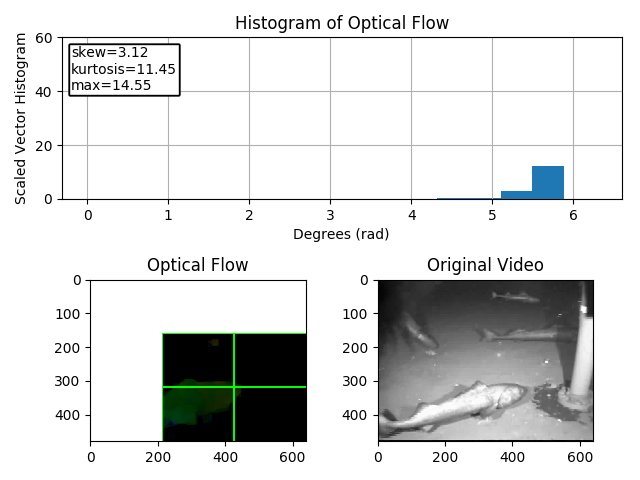 Histogram of Optical Flow
Scaled Vector Histogram
60
40
20
0
skew=3.12
kurtosis=11.45
max=14.55
0 1 2 3 4 5 6
Degrees (rad)
Optical Flow
0
100
200
300
400
0 200 400 600
Original Video
0
100
200
300
400
0 200 400 600